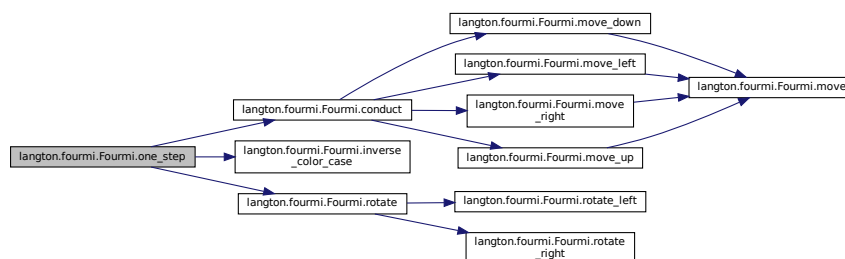 langton.fourmi.Fourmi.one_step
langton.fourmi.Fourmi.conduct
langton.fourmi.Fourmi.inverse
_color_case
langton.fourmi.Fourmi.rotate
langton.fourmi.Fourmi.move_down
langton.fourmi.Fourmi.move_left
langton.fourmi.Fourmi.move
_right
langton.fourmi.Fourmi.move_up
langton.fourmi.Fourmi.rotate_left
langton.fourmi.Fourmi.rotate
_right
langton.fourmi.Fourmi.move